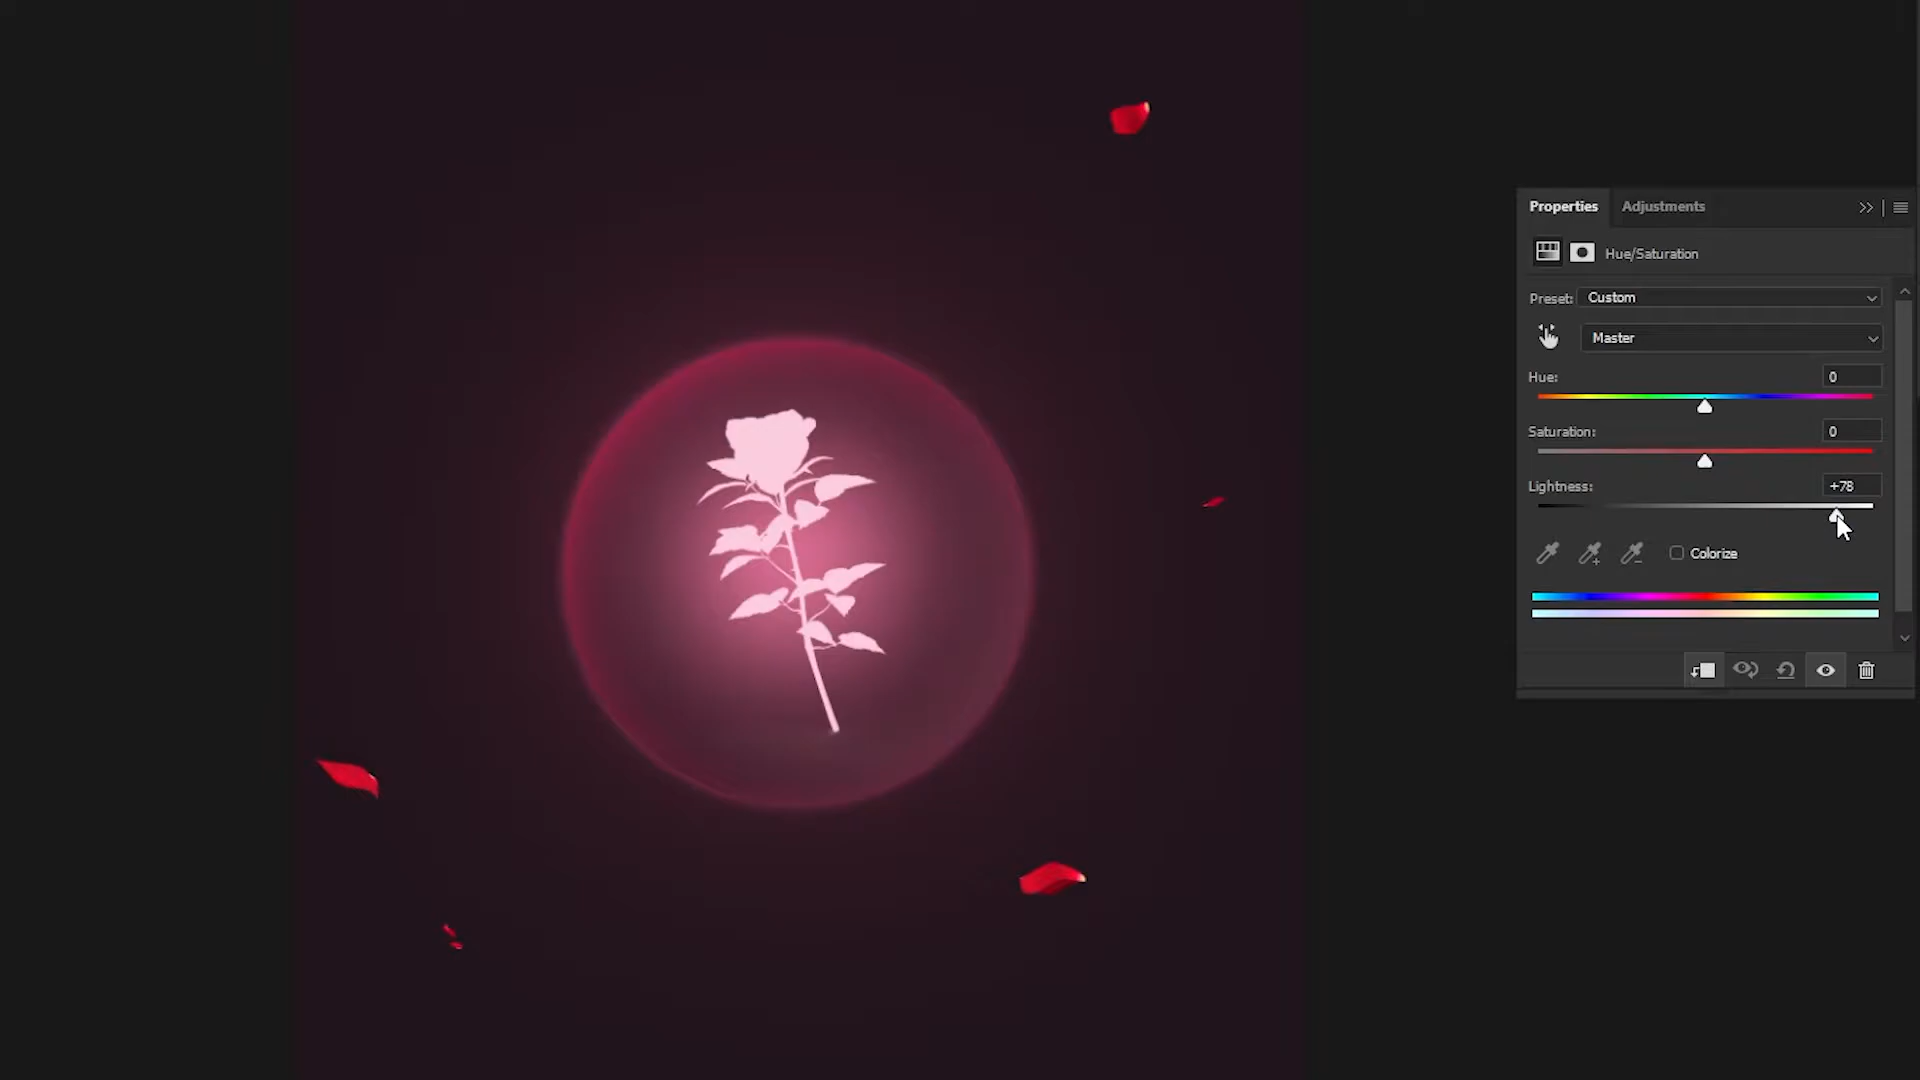 Properties Adjustments
Hue/Saturation
Preset: Custom
Master
Hue: 0
Saturation: 0
Lightness: +78
Colorize